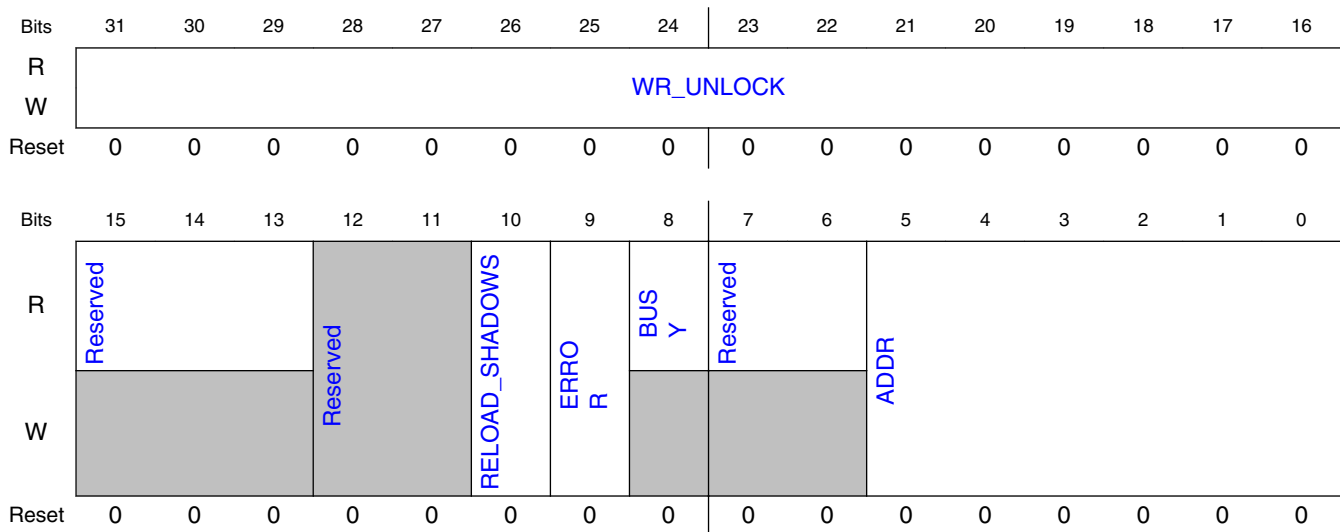 Bits 31 30 29 28 27 26 25 24 23 22 21 20 19 18 17 16
R
WR_UNLOCK
W
Reset 0 0 0 0 0 0 0 0 0 0 0 0 0 0 0 0
Bits 15 14 13 12 11 10 9 8 7 6 5 4 3 2 1 0
R
W
Reserved
Reserved
RELOAD_SHADOWS
ERRO
R
BUS
Y
Reserved
ADDR
Reset 0 0 0 0 0 0 0 0 0 0 0 0 0 0 0 0